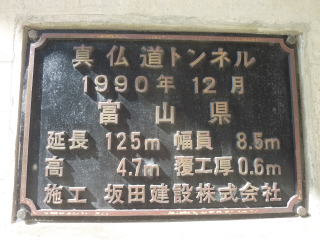 真仏道トンネル
1990年 12月
富山県
延長 125m 幅員 8.5m
高 4.7m 覆工厚 0.6m
施工 坂田建設株式会社